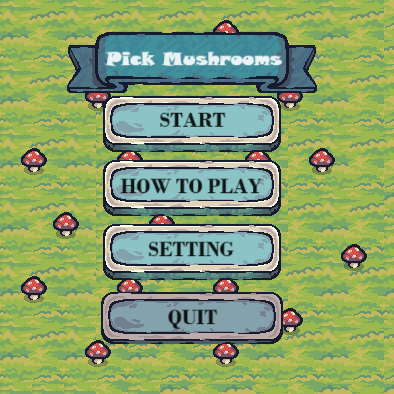 Pick Mushrooms
START
HOW TO PLAY
SETTING
QUIT